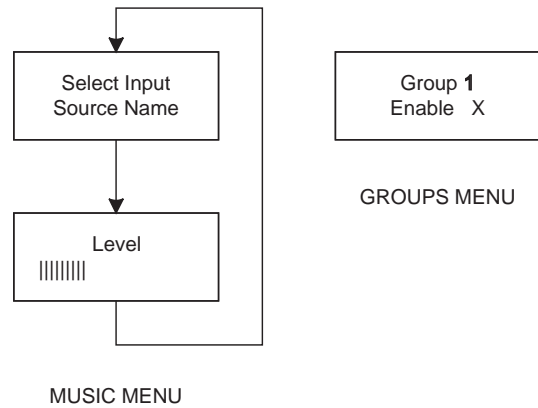 Select Input
Source Name
Level
|||||||||
MUSIC MENU
Group 1
Enable X
GROUPS MENU